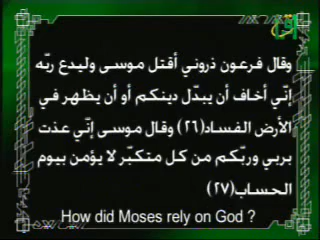 وقال فرعون ذروني أقتل موسى وليدع ربّه
إنّي أخاف أن يبدّل دينكم أو أن يظهر في
الأرض الفساد(٢٦) وقال موسى إنّي عذت
بربي وربّكم من كل متكبّر لا يؤمن بيوم
الحساب(٢٧)
How did Moses rely on God ?